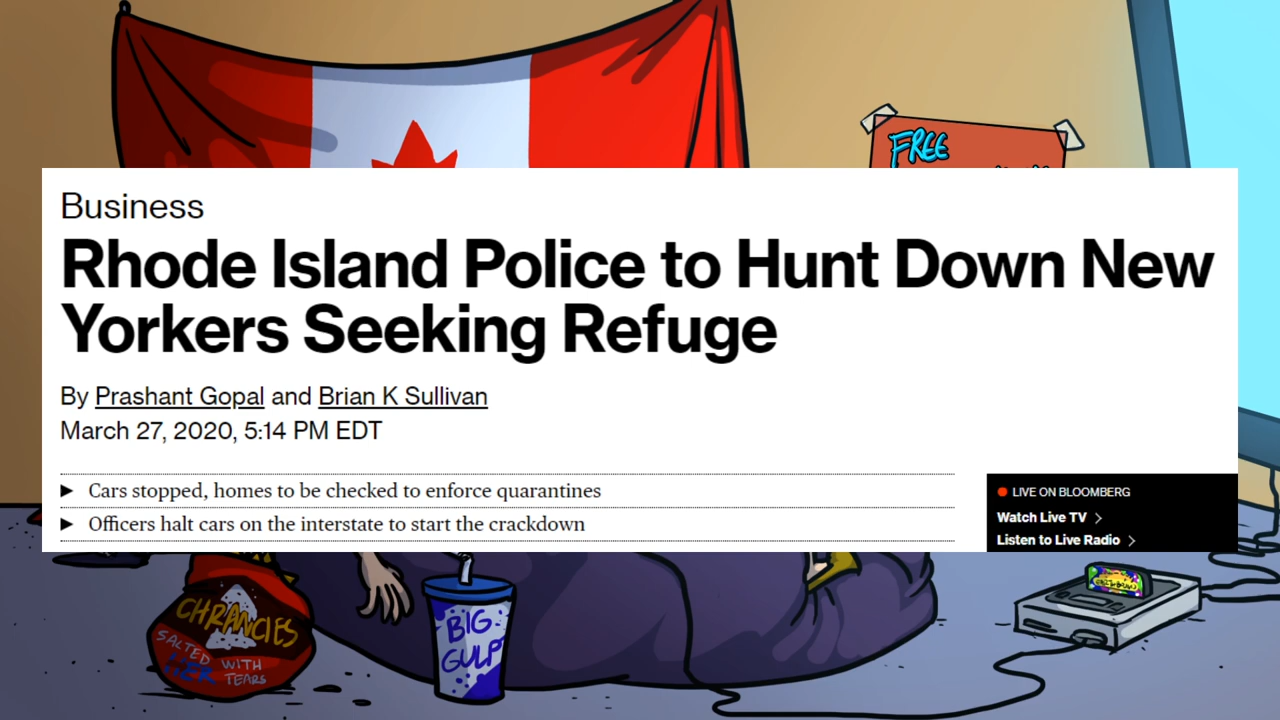 FREE
Business
Rhode Island Police to Hunt Down New
Yorkers Seeking Refuge
By Prashant Gopal and Brian K Sullivan
March 27, 2020, 5:14 PM EDT
▶ Cars stopped, homes to be checked to enforce quarantines
▶ Officers halt cars on the interstate to start the crackdown
LIVE ON BLOOMBERG
Watch Live TV >
Listen to Live Radio >
CHRANCIES
SALTED WITH
HER TEARS
BIG
GULP